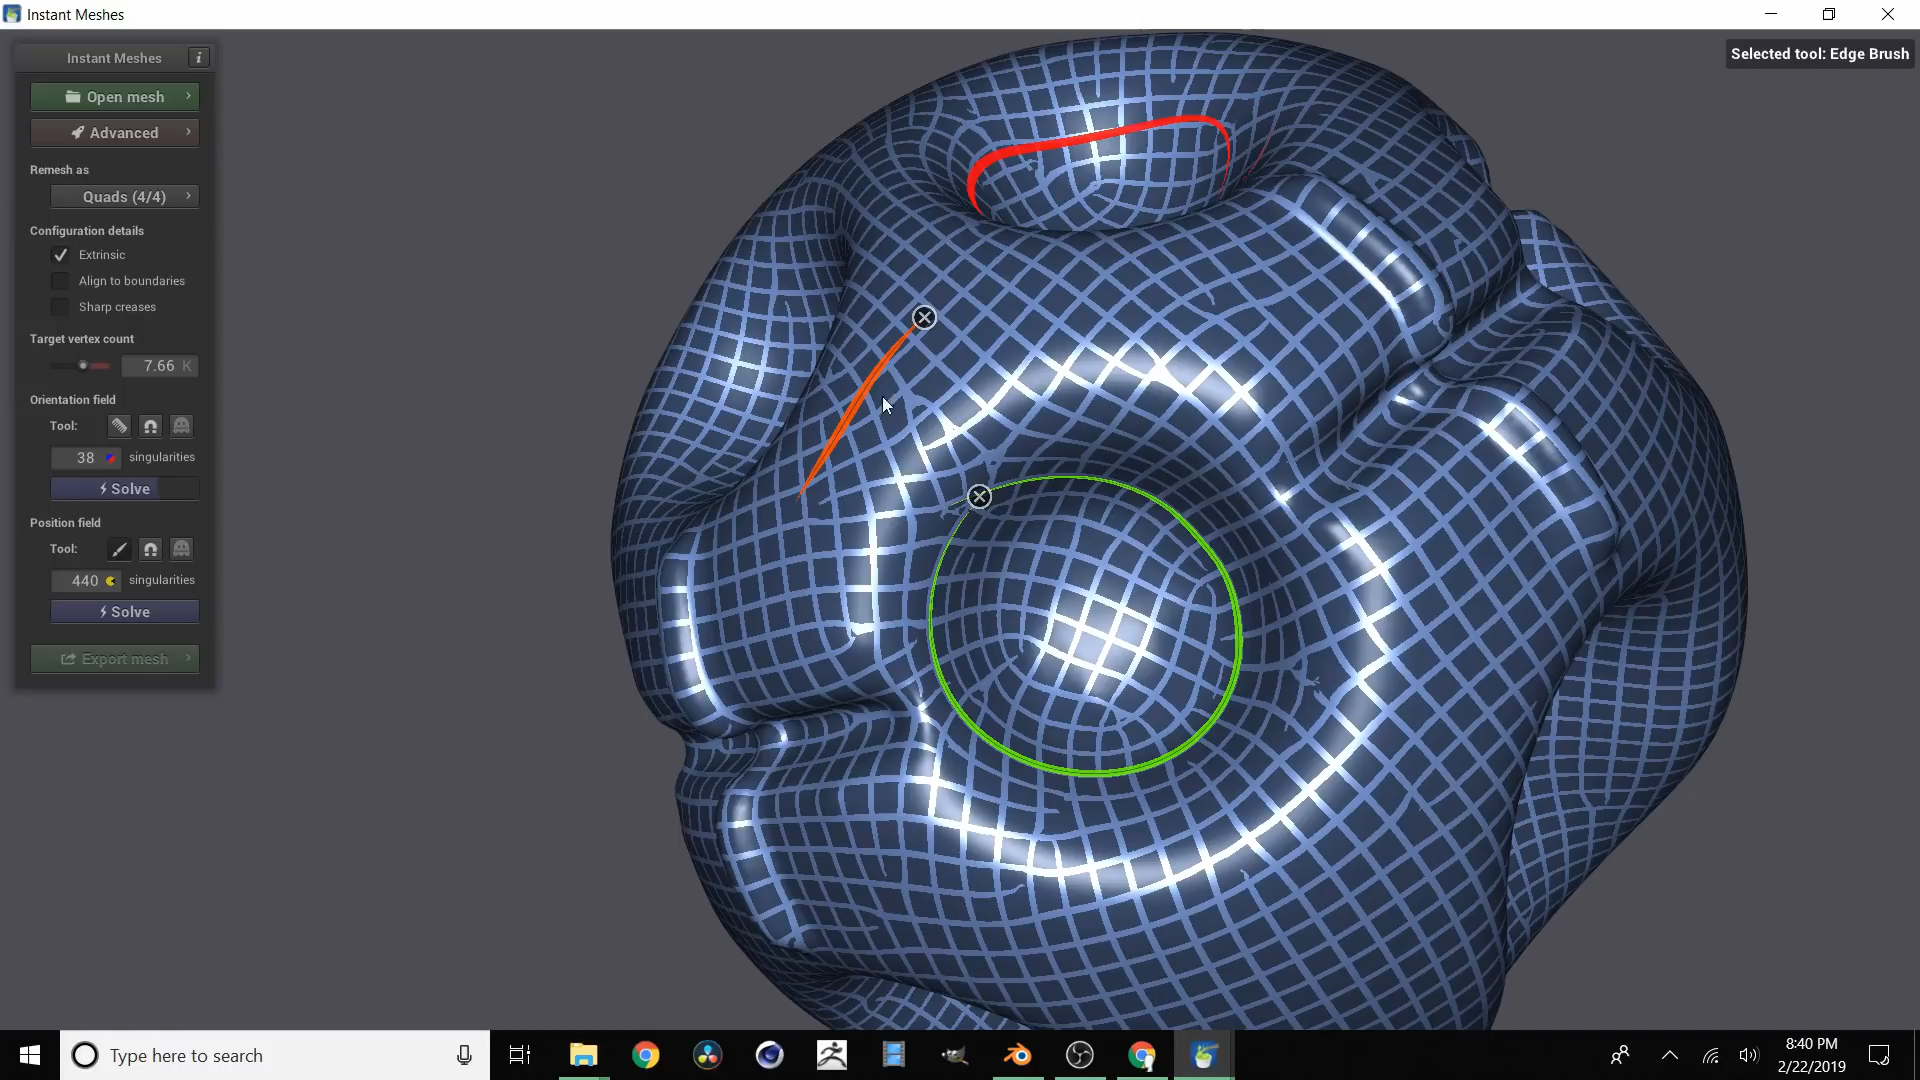 Instant Meshes
Selected tool: Edge Brush
Instant Meshes
i
Open mesh
Advanced
Remesh as
Quads (4/4)
Configuration details
Extrinsic
Align to boundaries
Sharp creases
Target vertex count
7.66 K
Orientation field
Tool:
38 singularities
Solve
Position field
Tool:
440 singularities
Solve
Export mesh
Type here to search
8:40 PM
2/22/2019